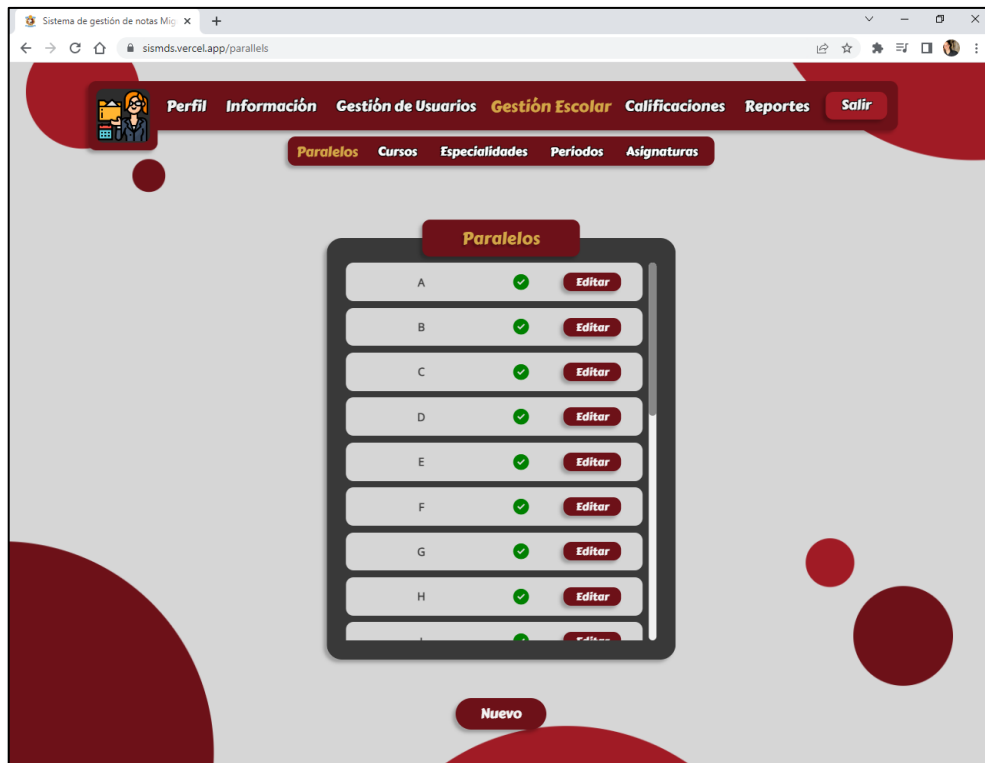 Sistema de gestión de notas Mig
sismds.vercel.app/parallels
Perfil Información Gestión de Usuarios Gestión Escolar Calificaciones Reportes Salir
Paralelos Cursos Especialidades Períodos Asignaturas
Paralelos
A Editar
B Editar
C Editar
D Editar
E Editar
F Editar
G Editar
H Editar
Nuevo